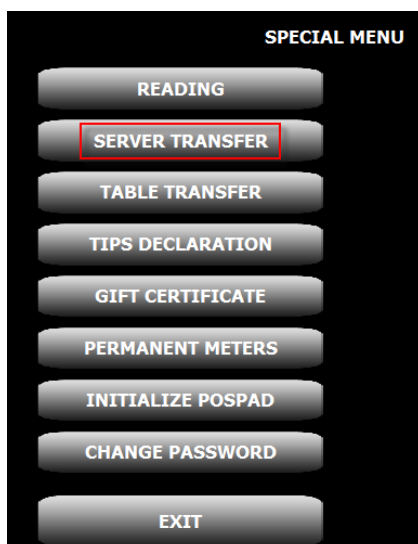 SPECIAL MENU
READING
SERVER TRANSFER
TABLE TRANSFER
TIPS DECLARATION
GIFT CERTIFICATE
PERMANENT METERS
INITIALIZE POSPAD
CHANGE PASSWORD
EXIT